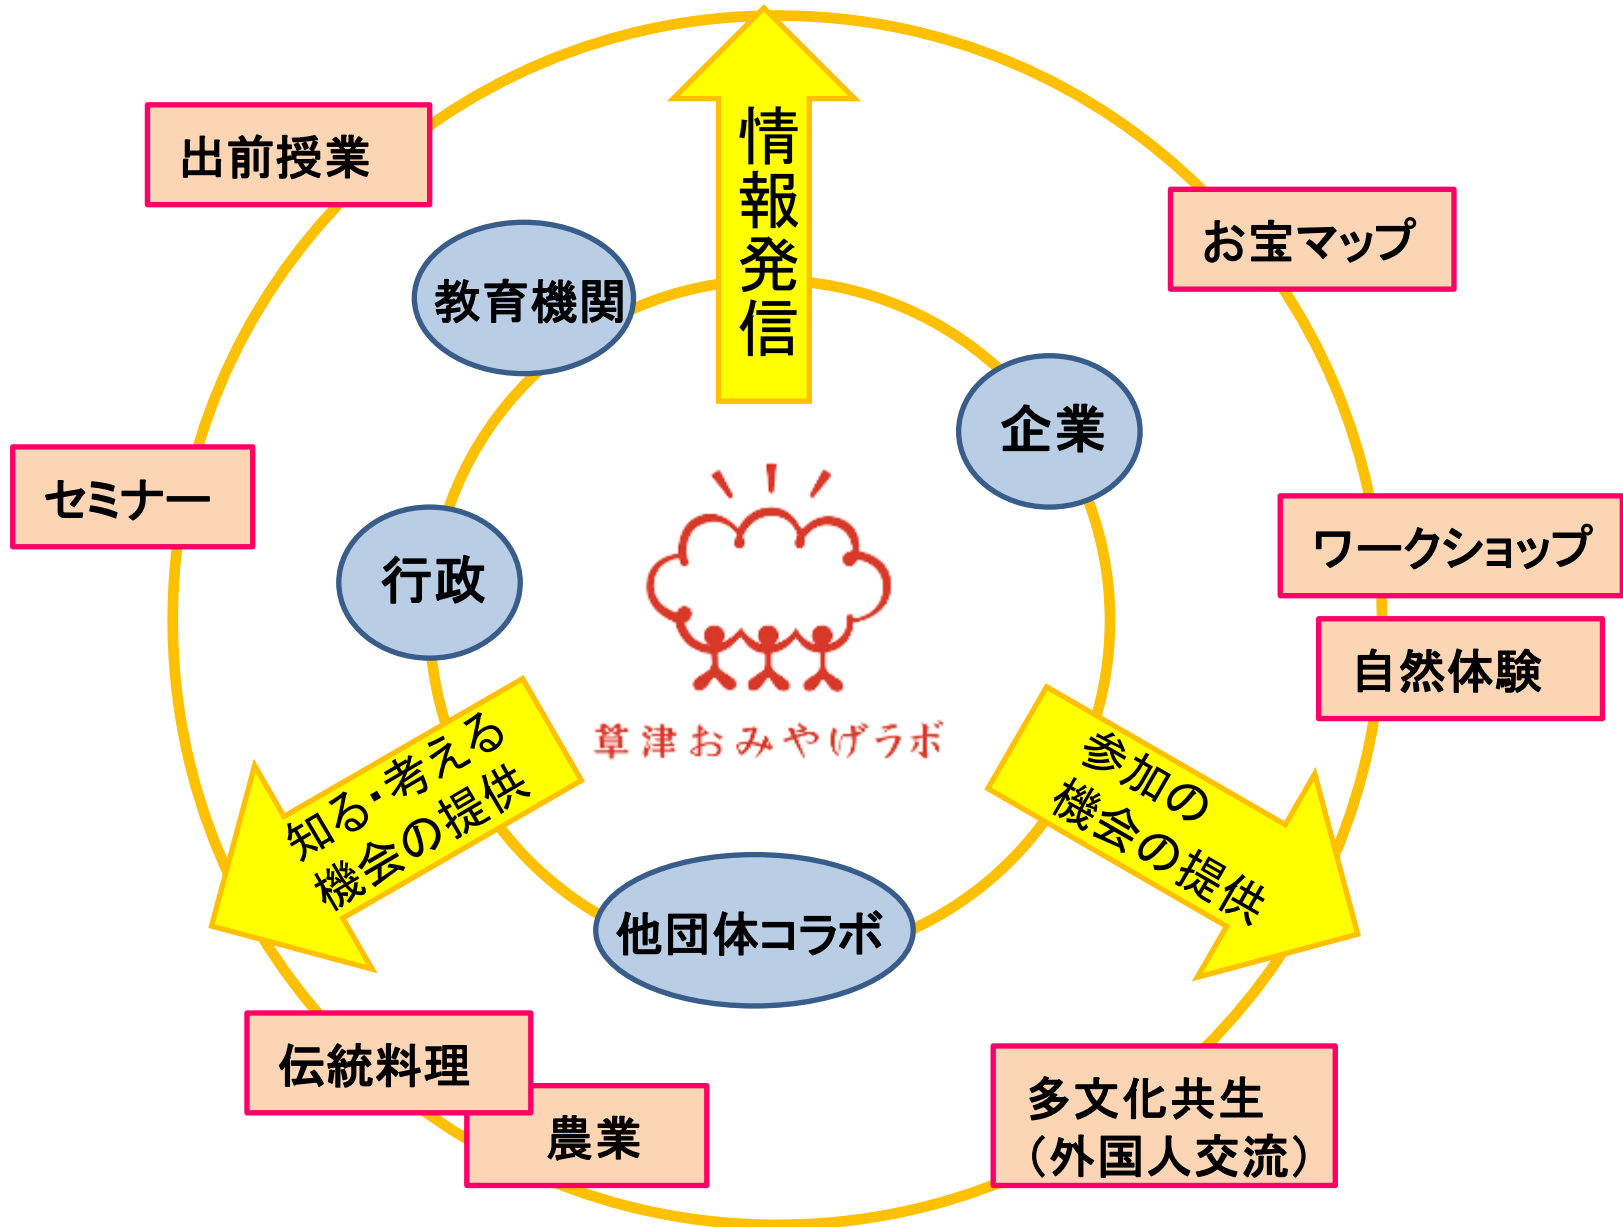 情報発信
出前授業
お宝マップ
教育機関
企業
セミナー
ワークショップ
行政
自然体験
草津おみやげラボ
知る・考える
機会の提供
参加の
機会の提供
他団体コラボ
伝統料理
農業
多文化共生
（外国人交流）